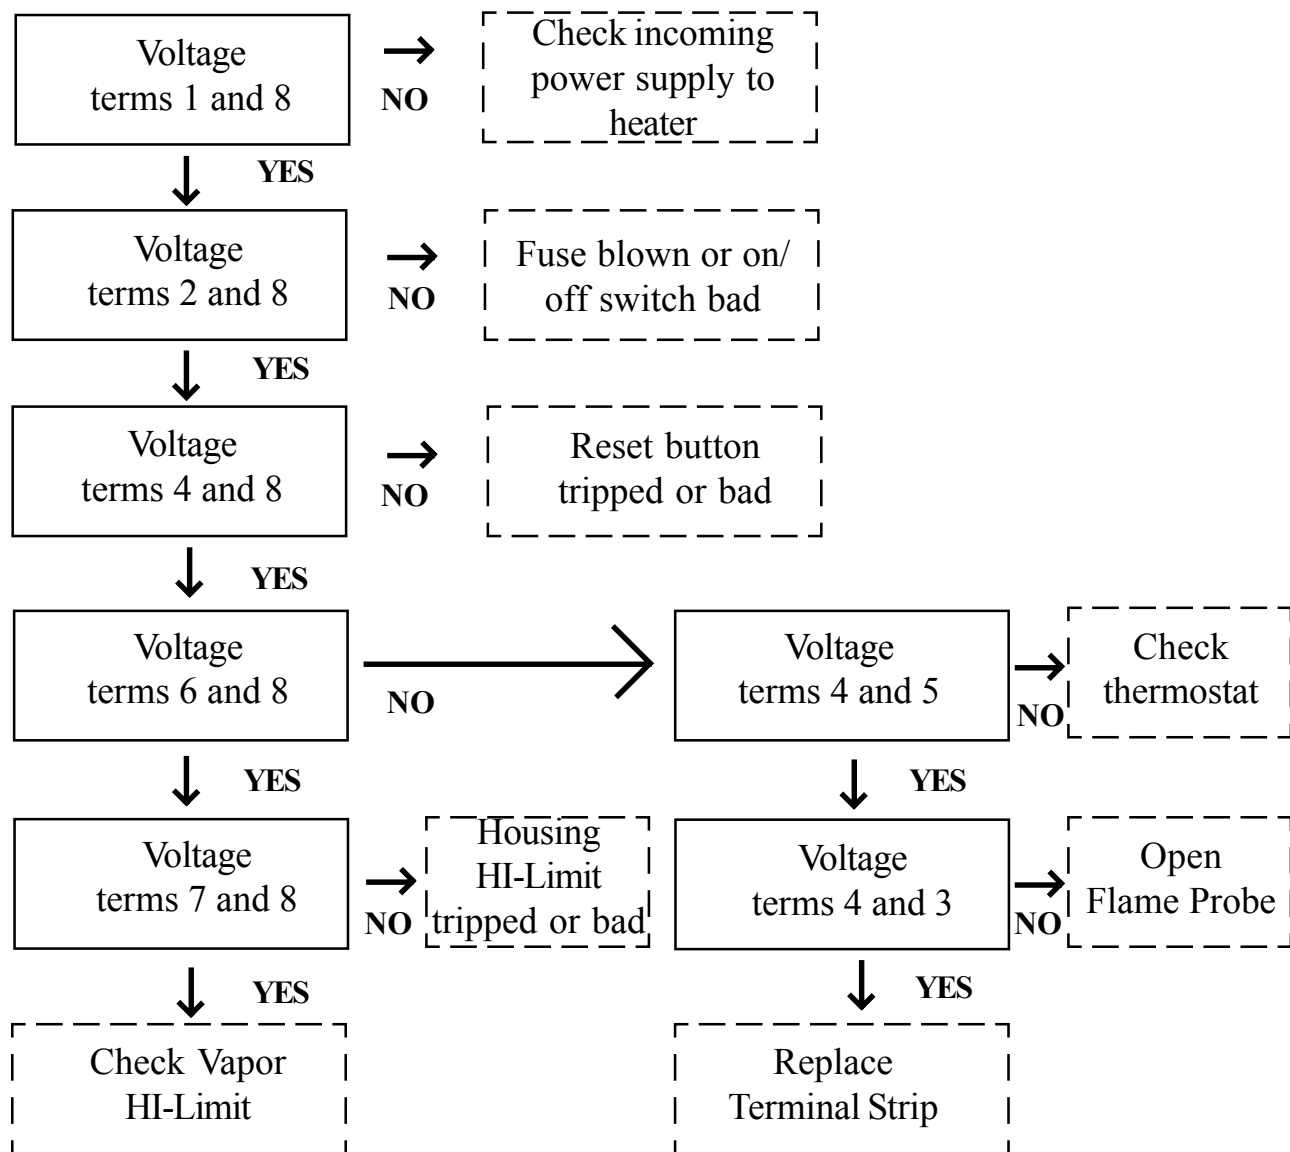 Voltage
terms 1 and 8
NO
Check incoming
power supply to
heater
YES
Voltage
terms 2 and 8
NO
Fuse blown or on/
off switch bad
YES
Voltage
terms 4 and 8
NO
Reset button
tripped or bad
YES
Voltage
terms 6 and 8
NO
Voltage
terms 4 and 5
NO
Check
thermostat
YES
YES
Voltage
terms 7 and 8
NO
Housing
HI-Limit
tripped or bad
Voltage
terms 4 and 3
NO
Open
Flame Probe
YES
YES
Check Vapor
HI-Limit
Replace
Terminal Strip